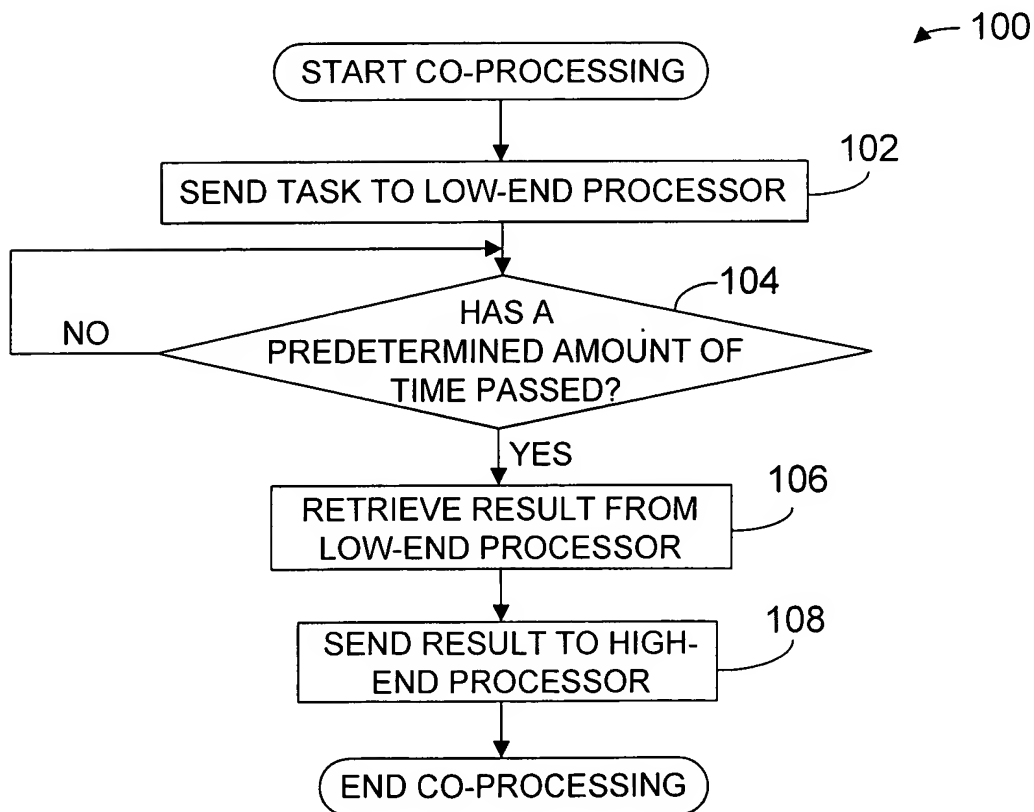 100
START CO-PROCESSING
102
SEND TASK TO LOW-END PROCESSOR
104
HAS A
PREDETERMINED AMOUNT OF
TIME PASSED?
NO
YES
106
RETRIEVE RESULT FROM
LOW-END PROCESSOR
108
SEND RESULT TO HIGH-
END PROCESSOR
END CO-PROCESSING